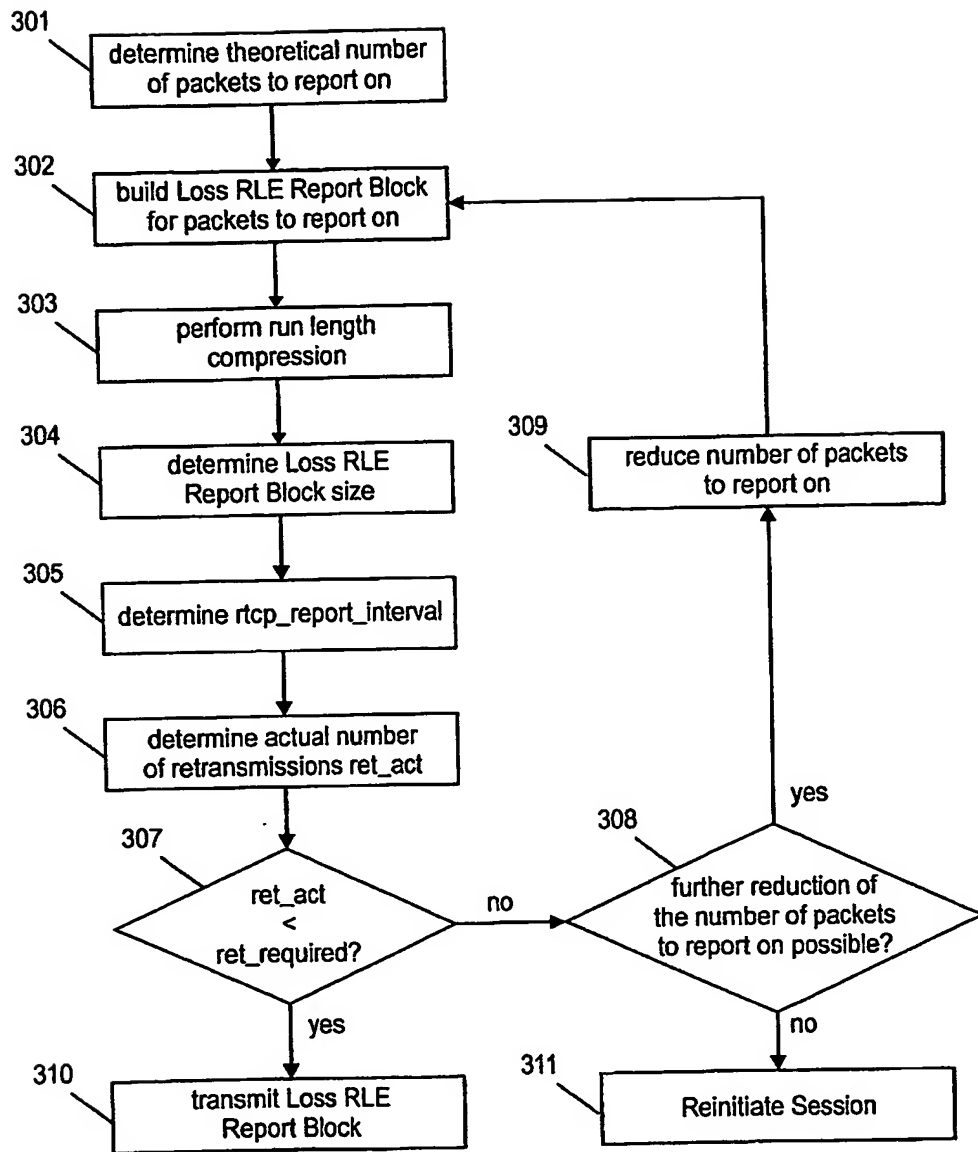 301
determine theoretical number
of packets to report on
302
build Loss RLE Report Block
for packets to report on
303
perform run length
compression
304
determine Loss RLE
Report Block size
309
reduce number of packets
to report on
305
determine rtcp_report_interval
306
determine actual number
of retransmissions ret_act
307
ret_act
<
ret_required?
no
yes
308
further reduction of
the number of packets
to report on possible?
yes
no
310
transmit Loss RLE
Report Block
311
Reinitiate Session